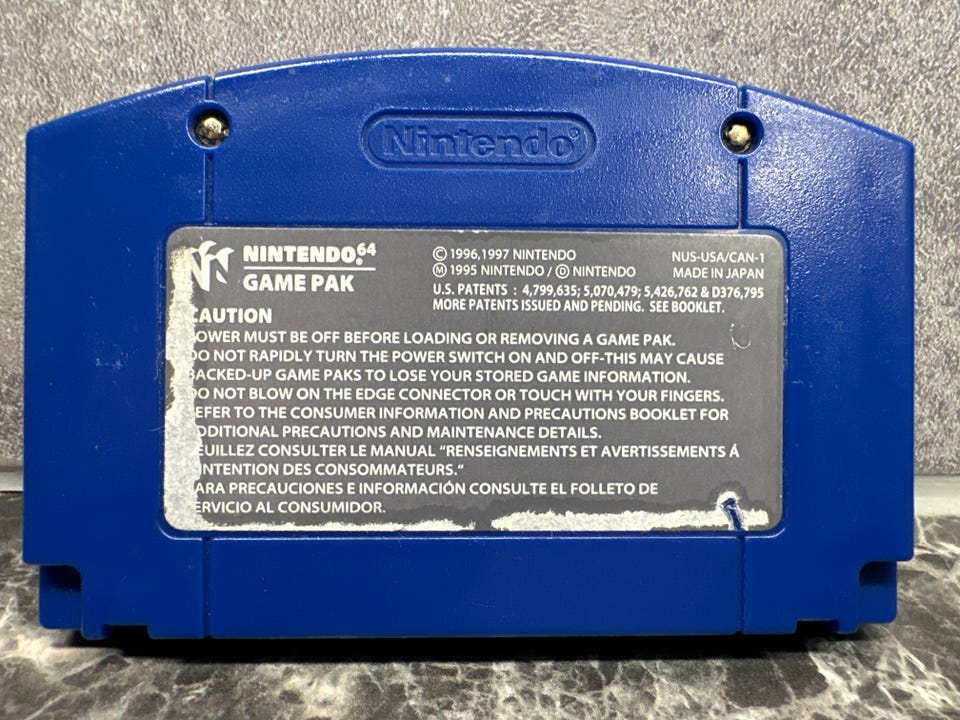 Nintendo®
NINTENDO64®
GAME PAK
© 1996,1997 NINTENDO
Ⓜ 1995 NINTENDO / Ⓓ NINTENDO
NUS-USA/CAN-1
MADE IN JAPAN
U.S. PATENTS : 4,799,635; 5,070,479; 5,426,762 & D376,795
MORE PATENTS ISSUED AND PENDING. SEE BOOKLET.
CAUTION
OWER MUST BE OFF BEFORE LOADING OR REMOVING A GAME PAK.
DO NOT RAPIDLY TURN THE POWER SWITCH ON AND OFF-THIS MAY CAUSE
BACKED-UP GAME PAKS TO LOSE YOUR STORED GAME INFORMATION.
DO NOT BLOW ON THE EDGE CONNECTOR OR TOUCH WITH YOUR FINGERS.
EFER TO THE CONSUMER INFORMATION AND PRECAUTIONS BOOKLET FOR
DDITIONAL PRECAUTIONS AND MAINTENANCE DETAILS.
EUILLEZ CONSULTER LE MANUAL "RENSEIGNEMENTS ET AVERTISSEMENTS Á
INTENTION DES CONSOMMATEURS."
ARA PRECAUCIONES E INFORMACIÓN CONSULTE EL FOLLETO DE
ERVICIO AL CONSUMIDOR.